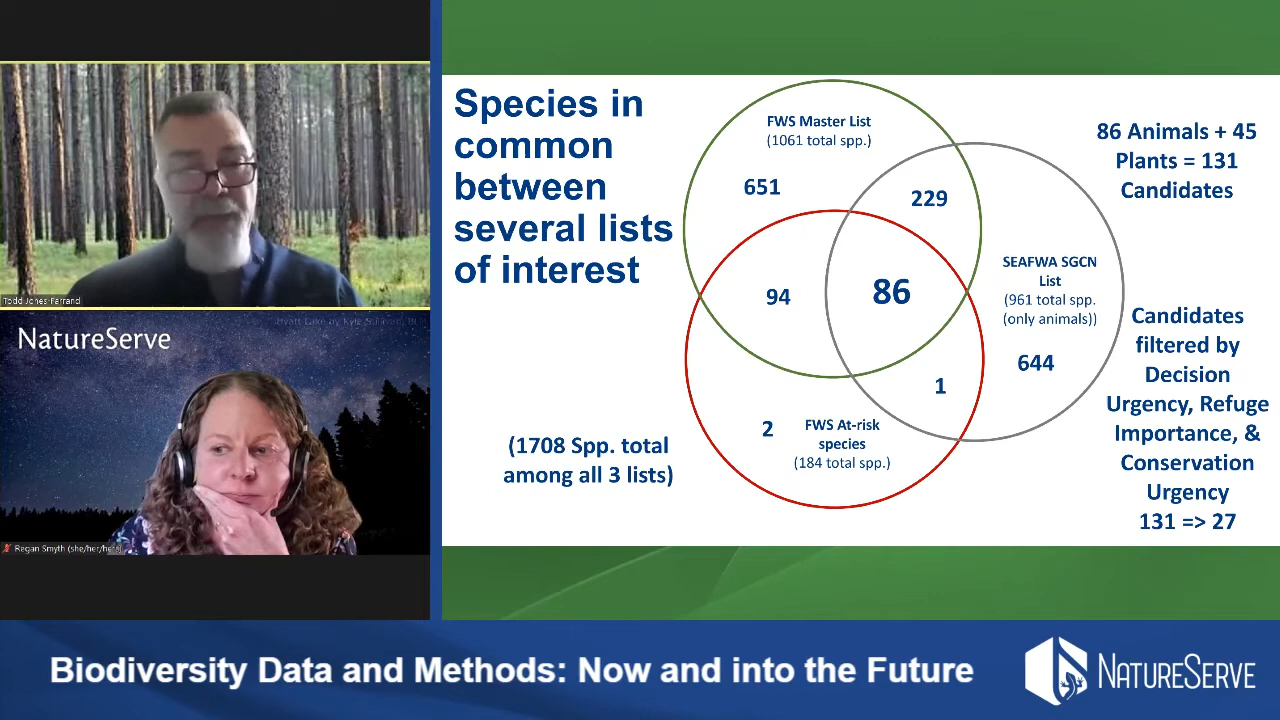 Todd Jones-Farrand
NatureServe
Regan Smyth (she/her/hers)
Species in
common
between
several lists
of interest
(1708 Spp. total
among all 3 lists)
FWS Master List
(1061 total spp.)
651
229
94
86
SEAFWA SGCN
List
(961 total spp.
(only animals))
644
1
2
FWS At-risk
species
(184 total spp.)
86 Animals + 45
Plants = 131
Candidates
Candidates
filtered by
Decision
Urgency, Refuge
Importance, &
Conservation
Urgency
131 => 27
Biodiversity Data and Methods: Now and into the Future
NATURESERVE